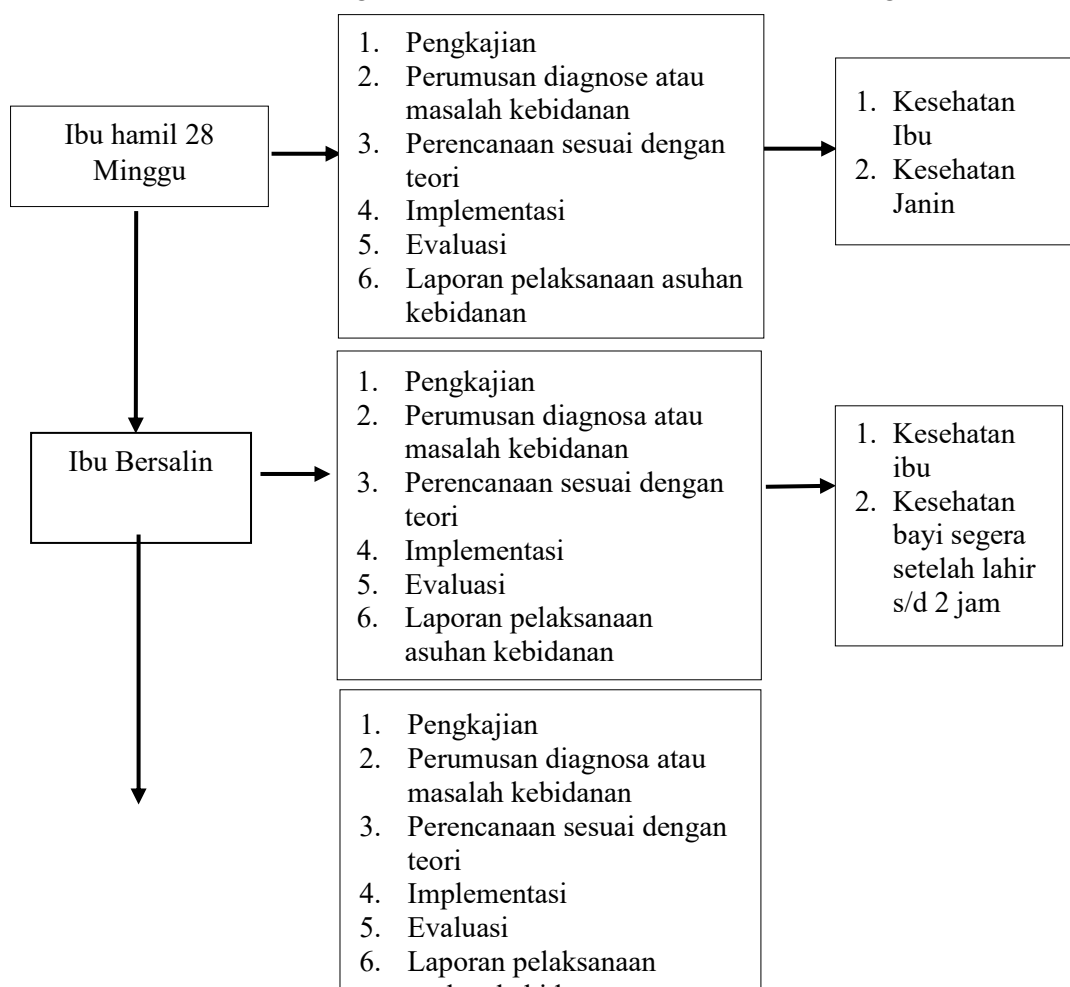 Ibu hamil 28
Minggu
1. Pengkajian
2. Perumusan diagnose atau
masalah kebidanan
3. Perencanaan sesuai dengan
teori
4. Implementasi
5. Evaluasi
6. Laporan pelaksanaan asuhan
kebidanan
1. Kesehatan
Ibu
2. Kesehatan
Janin
Ibu Bersalin
1. Pengkajian
2. Perumusan diagnosa atau
masalah kebidanan
3. Perencanaan sesuai dengan
teori
4. Implementasi
5. Evaluasi
6. Laporan pelaksanaan
asuhan kebidanan
1. Kesehatan
ibu
2. Kesehatan
bayi segera
setelah lahir
s/d 2 jam
1. Pengkajian
2. Perumusan diagnosa atau
masalah kebidanan
3. Perencanaan sesuai dengan
teori
4. Implementasi
5. Evaluasi
6. Laporan pelaksanaan